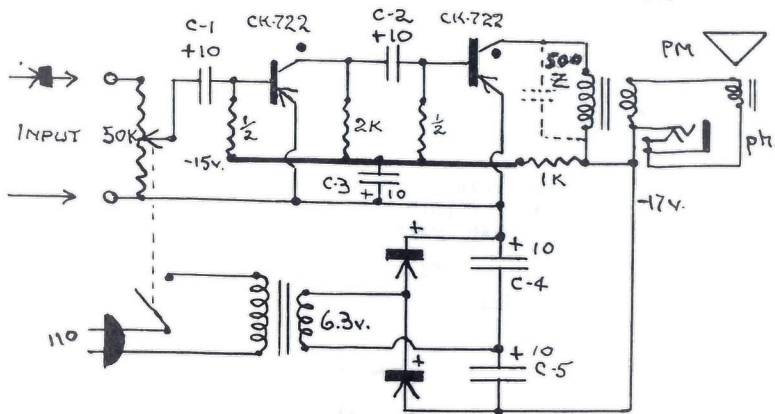 C-1
+10
CK-722
C-2
+10
CK-722
500
Z
PM
INPUT
50K
1/2
2K
1/2
-15v.
C-3
+ 10
1K
ph
-17v.
+
+ 10
C-4
110
6.3v.
+
+ 10
C-5